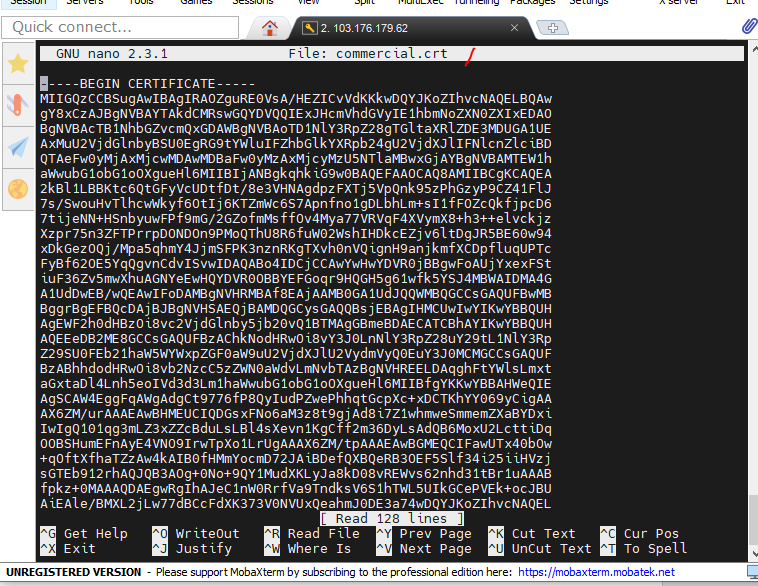 Session Servers Tools Games Sessions View Split MultiExec Tunneling Packages Settings X server Exit
Quick connect...
2. 103.176.179.62
GNU nano 2.3.1 File: commercial.crt
-----BEGIN CERTIFICATE-----
MIIGQzCCBSugAwIBAgIRAOZguRE0VsA/HEZICvVdKKkwDQYJKoZIhvcNAQELBQAw
gY8xCzAJBgNVBAYTAkdCMRswGQYDVQQIExJHcmVhdGVyIE1hbmNoZXN0ZXIxEDAO
BgNVBAcTB1NhbGZvcmQxGDAWBgNVBAoTD1NlY3RpZ28gTGltaXRlZDE3MDUGA1UE
AxMuU2VjdGlnbyBSU0EgRG9tYWluIFZhbGlkYXRpb24gU2VjdXJlIFNlcnZlciBD
QTAeFw0yMjAxMjcwMDAwMDBaFw0yMzAxMjcyMzU5NTlaMBwxGjAYBgNVBAMTEW1h
aWwubG1obG1oOXgueHl6MIIBIjANBgkqhkiG9w0BAQEFAAOCAQ8AMIIBCgKCAQEA
2kBl1LBBKtc6QtGFyVcUDtfDt/8e3VHNAgdpzFXTj5VpQnk95zPhGzyP9CZ41FlJ
7s/SwouHvTlhcwWkyf6OtIj6KTZmWc6S7Apnfno1gDLbhLm+sI1fFOZcQkfjpcD6
7tijeNN+HSnbyuwFPf9mG/2GZofmMsffOv4Mya77VRVqF4XVymX8+h3++elvckjz
Xzpr75n3ZFTPrrpDONDOn9PMoQThU8R6fuW02WshIHDkcEZjv6ltDgJR5BE60w94
xDkGezOQj/Mpa5qhmY4JjmSFPK3nznRKgTXvh0nVQignH9anjkmfXCDpfluqUPTc
FyBf62OE5YqQgvnCdvISvwIDAQABo4IDCjCCAwYwHwYDVR0jBBgwFoAUjYxexFSt
iuF36Zv5mwXhuAGNYeEwHQYDVR0OBBYEFGoqr9HQGH5g61wfk5YSJ4MBWAIDMA4G
A1UdDwEB/wQEAwIFoDAMBgNVHRMBAf8EAjAAMB0GA1UdJQQWMBQGCCsGAQUFBwMB
BggrBgEFBQcDAjBJBgNVHSAEQjBAMDQGCysGAQQBsjEBAgIHMCUwIwYIKwYBBQUH
AgEWF2h0dHBzOi8vc2VjdGlnby5jb20vQ1BTMAgGBmeBDAECATCBhAYIKwYBBQUH
AQEEeDB2ME8GCCsGAQUFBzAChkNodHRwOi8vY3J0LnNlY3RpZ28uY29tL1NlY3Rp
Z29SU0FEb21haW5WYWxpZGF0aW9uU2VjdXJlU2VydmVyQ0EuY3J0MCMGCCsGAQUF
BzABhhdodHRwOi8vb2NzcC5zZWN0aWdvLmNvbTAzBgNVHREELDAqghFtYWlsLmxt
aGxtaDl4Lnh5eoIVd3d3Lm1haWwubG1obG1oOXgueHl6MIIBfgYKKwYBBAHWeQIE
AgSCAW4EggFqAWgAdgCt9776fP8QyIudPZwePhhqtGcpXc+xDCTKhYY069yCigAA
AX6ZM/urAAAEAwBHMEUCIQDGsxFNo6aM3z8t9gjAd8i7Z1whmweSmmemZXaBYDxi
IwIgQ101qg3mLZ3xZZcBduLsLBl4sXevn1KgCff2m36DyLsAdQB6MoxU2LcttiDq
OOBSHumEFnAyE4VNO9IrwTpXo1LrUgAAAX6ZM/tpAAAEAwBGMEQCIFawUTx40bOw
+qOftXfhaTZzAw4kAIB0fHMmYocmD72JAiBDefQXBQeRB3OEF5Slf34i25iiHVzj
sGTEb912rhAQJQB3AOg+0No+9QY1MudXKLyJa8kD08vREWvs62nhd31tBr1uAAAB
fpkz+0MAAAQDAEgwRgIhAJeC1nW0RrfVa9TndksV6S1hTWL5UIkGCePVEk+ocJBU
AiEAle/BMXL2jLw77dBCcFdXK373V0NVUxQeahmJ0DE3a74wDQYJKoZIhvcNAQEL
[ Read 128 lines ]
^G Get Help ^O WriteOut ^R Read File ^Y Prev Page ^K Cut Text ^C Cur Pos
^X Exit ^J Justify ^W Where Is ^V Next Page ^U UnCut Text ^T To Spell
UNREGISTERED VERSION - Please support MobaXterm by subscribing to the professional edition here: https://mobaxterm.mobatek.net